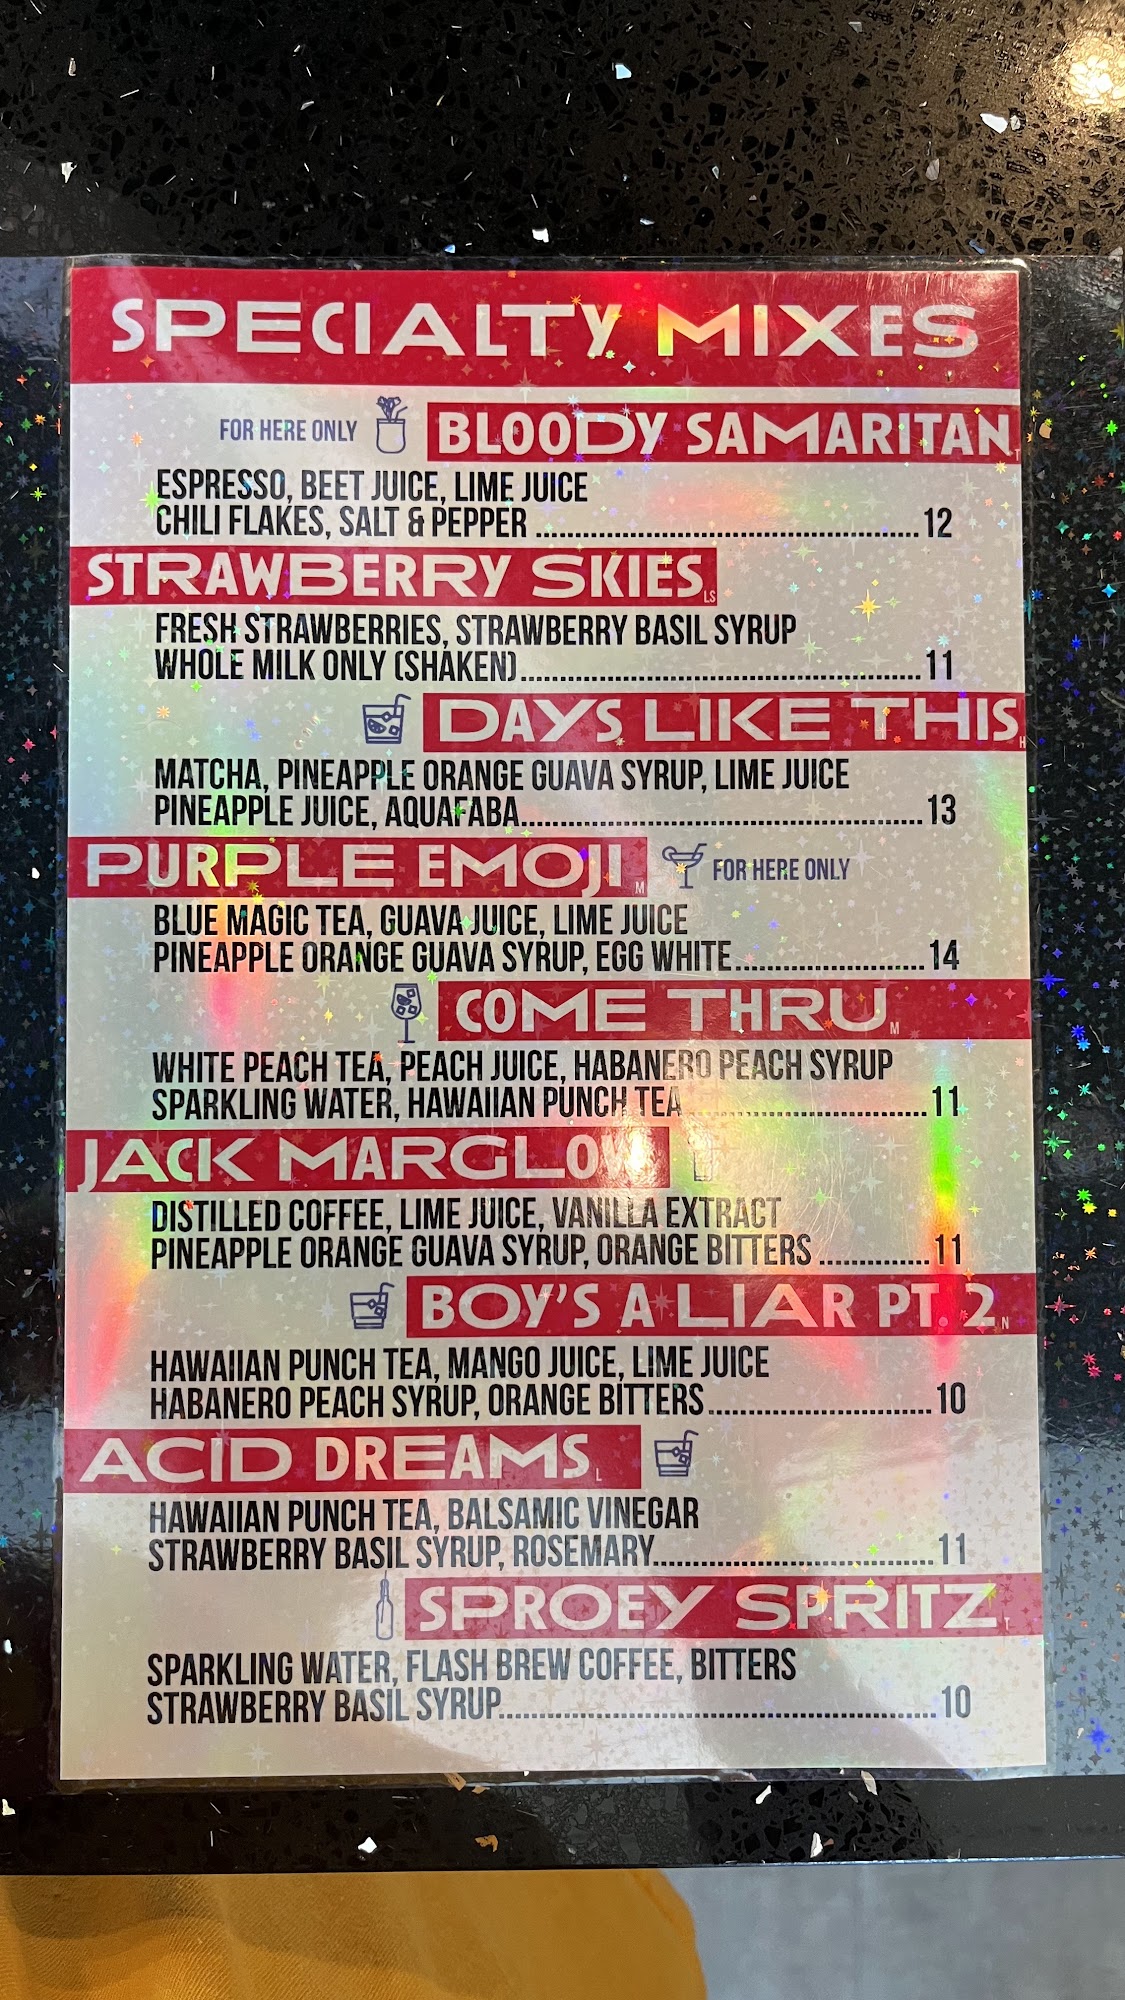 SPECIALTY MIXES
FOR HERE ONLY BLOODY SAMARITAN T
ESPRESSO, BEET JUICE, LIME JUICE
CHILI FLAKES, SALT & PEPPER ................................................ 12
STRAWBERRY SKIES LS
FRESH STRAWBERRIES, STRAWBERRY BASIL SYRUP
WHOLE MILK ONLY (SHAKEN)................................................... 11
DAYS LIKE THIS H
MATCHA, PINEAPPLE ORANGE GUAVA SYRUP, LIME JUICE
PINEAPPLE JUICE, AQUAFABA................................................... 13
PURPLE EMOJI M FOR HERE ONLY
BLUE MAGIC TEA, GUAVA JUICE, LIME JUICE
PINEAPPLE ORANGE GUAVA SYRUP, EGG WHITE........................ 14
COME THRU M
WHITE PEACH TEA, PEACH JUICE, HABANERO PEACH SYRUP
SPARKLING WATER, HAWAIIAN PUNCH TEA.............................. 11
JACK MARGLOW
DISTILLED COFFEE, LIME JUICE, VANILLA EXTRACT
PINEAPPLE ORANGE GUAVA SYRUP, ORANGE BITTERS .............. 11
BOY'S A LIAR PT. 2 N
HAWAIIAN PUNCH TEA, MANGO JUICE, LIME JUICE
HABANERO PEACH SYRUP, ORANGE BITTERS............................. 10
ACID DREAMS L
HAWAIIAN PUNCH TEA, BALSAMIC VINEGAR
STRAWBERRY BASIL SYRUP, ROSEMARY.................................... 11
SPROEY SPRITZ T
SPARKLING WATER, FLASH BREW COFFEE, BITTERS
STRAWBERRY BASIL SYRUP........................................................ 10